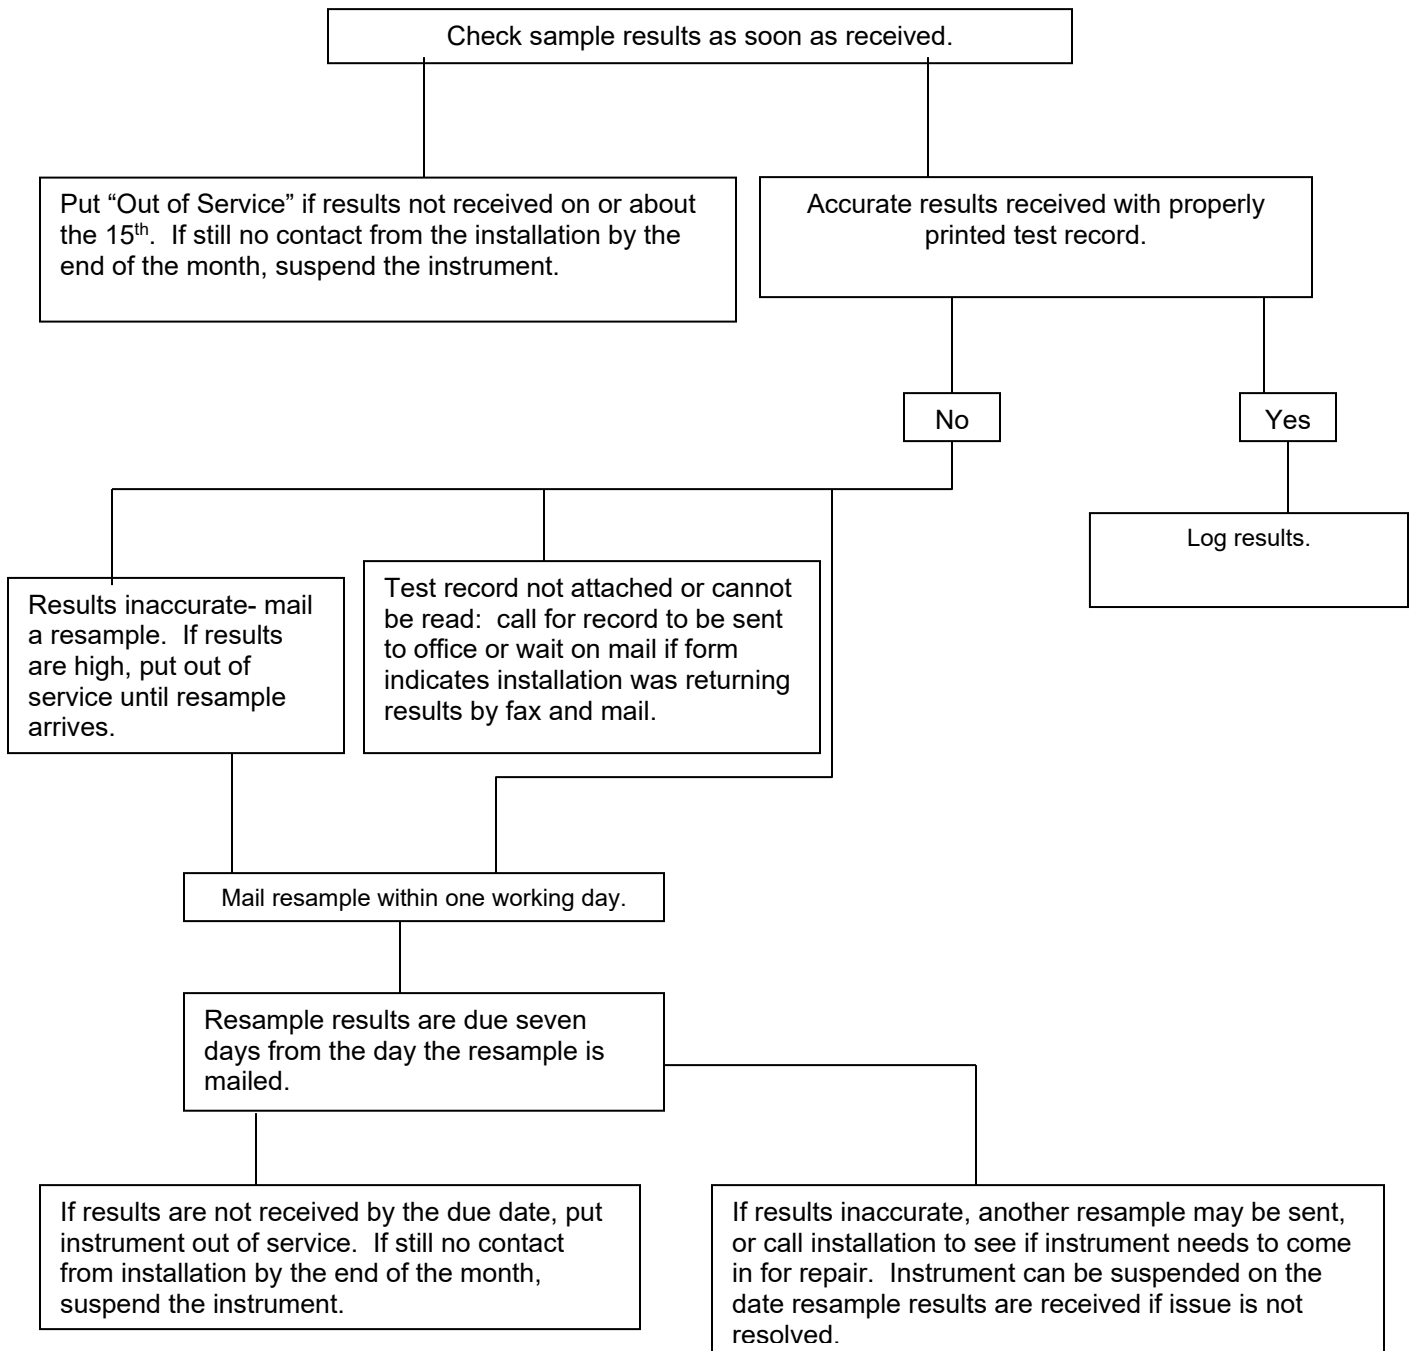 Check sample results as soon as received.
Put “Out of Service” if results not received on or about
the 15th. If still no contact from the installation by the
end of the month, suspend the instrument.
Accurate results received with properly
printed test record.
No
Yes
Log results.
Results inaccurate- mail
a resample. If results
are high, put out of
service until resample
arrives.
Test record not attached or cannot
be read: call for record to be sent
to office or wait on mail if form
indicates installation was returning
results by fax and mail.
Mail resample within one working day.
Resample results are due seven
days from the day the resample is
mailed.
If results are not received by the due date, put
instrument out of service. If still no contact
from installation by the end of the month,
suspend the instrument.
If results inaccurate, another resample may be sent,
or call installation to see if instrument needs to come
in for repair. Instrument can be suspended on the
date resample results are received if issue is not
resolved.